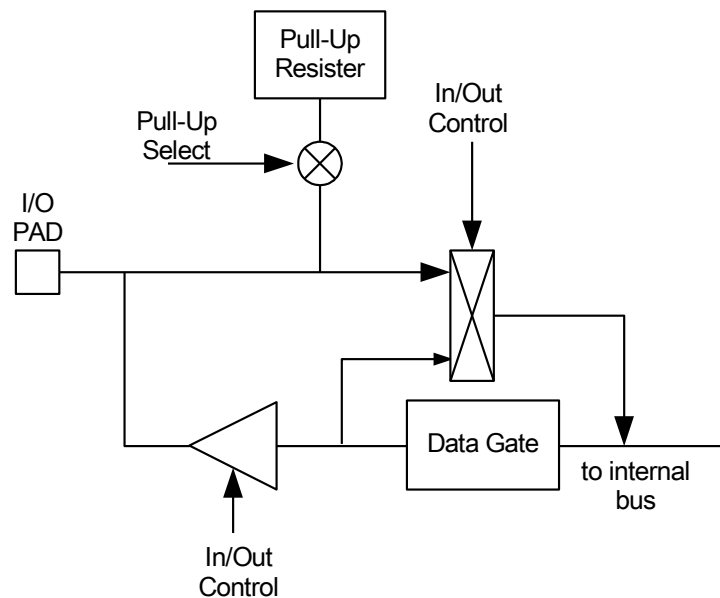 Pull-Up
Resister
In/Out
Control
Pull-Up
Select
I/O
PAD
Data Gate
to internal
bus
In/Out
Control